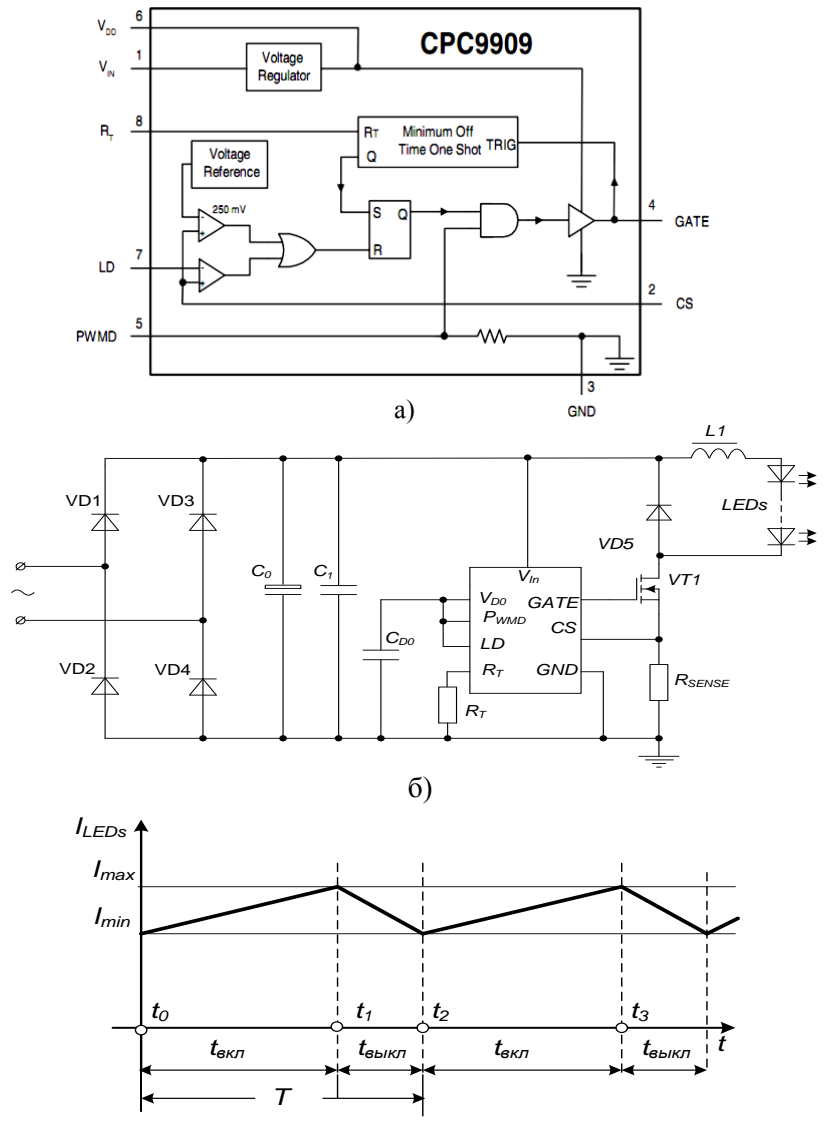 CPC9909
V_DD 6
V_IN 1
Voltage
Regulator
R_T 8
R_T Minimum Off
Time One Shot TRIG
Q
Voltage
Reference
250 mV
- +
- +
S Q
R
4 GATE
LD 7
2 CS
PWMD 5
3
GND
а)
L1
VD1 VD3
LEDs
C_0 C_1
VD5
V_In
VT1
V_D0 GATE
P_WMD
CS
LD
C_D0
R_T GND
VD2 VD4
R_SENSE
R_T
б)
I_LEDs
I_max
I_min
t_0 t_1 t_2 t_3
t_вкл t_выкл t_вкл t_выкл t
T